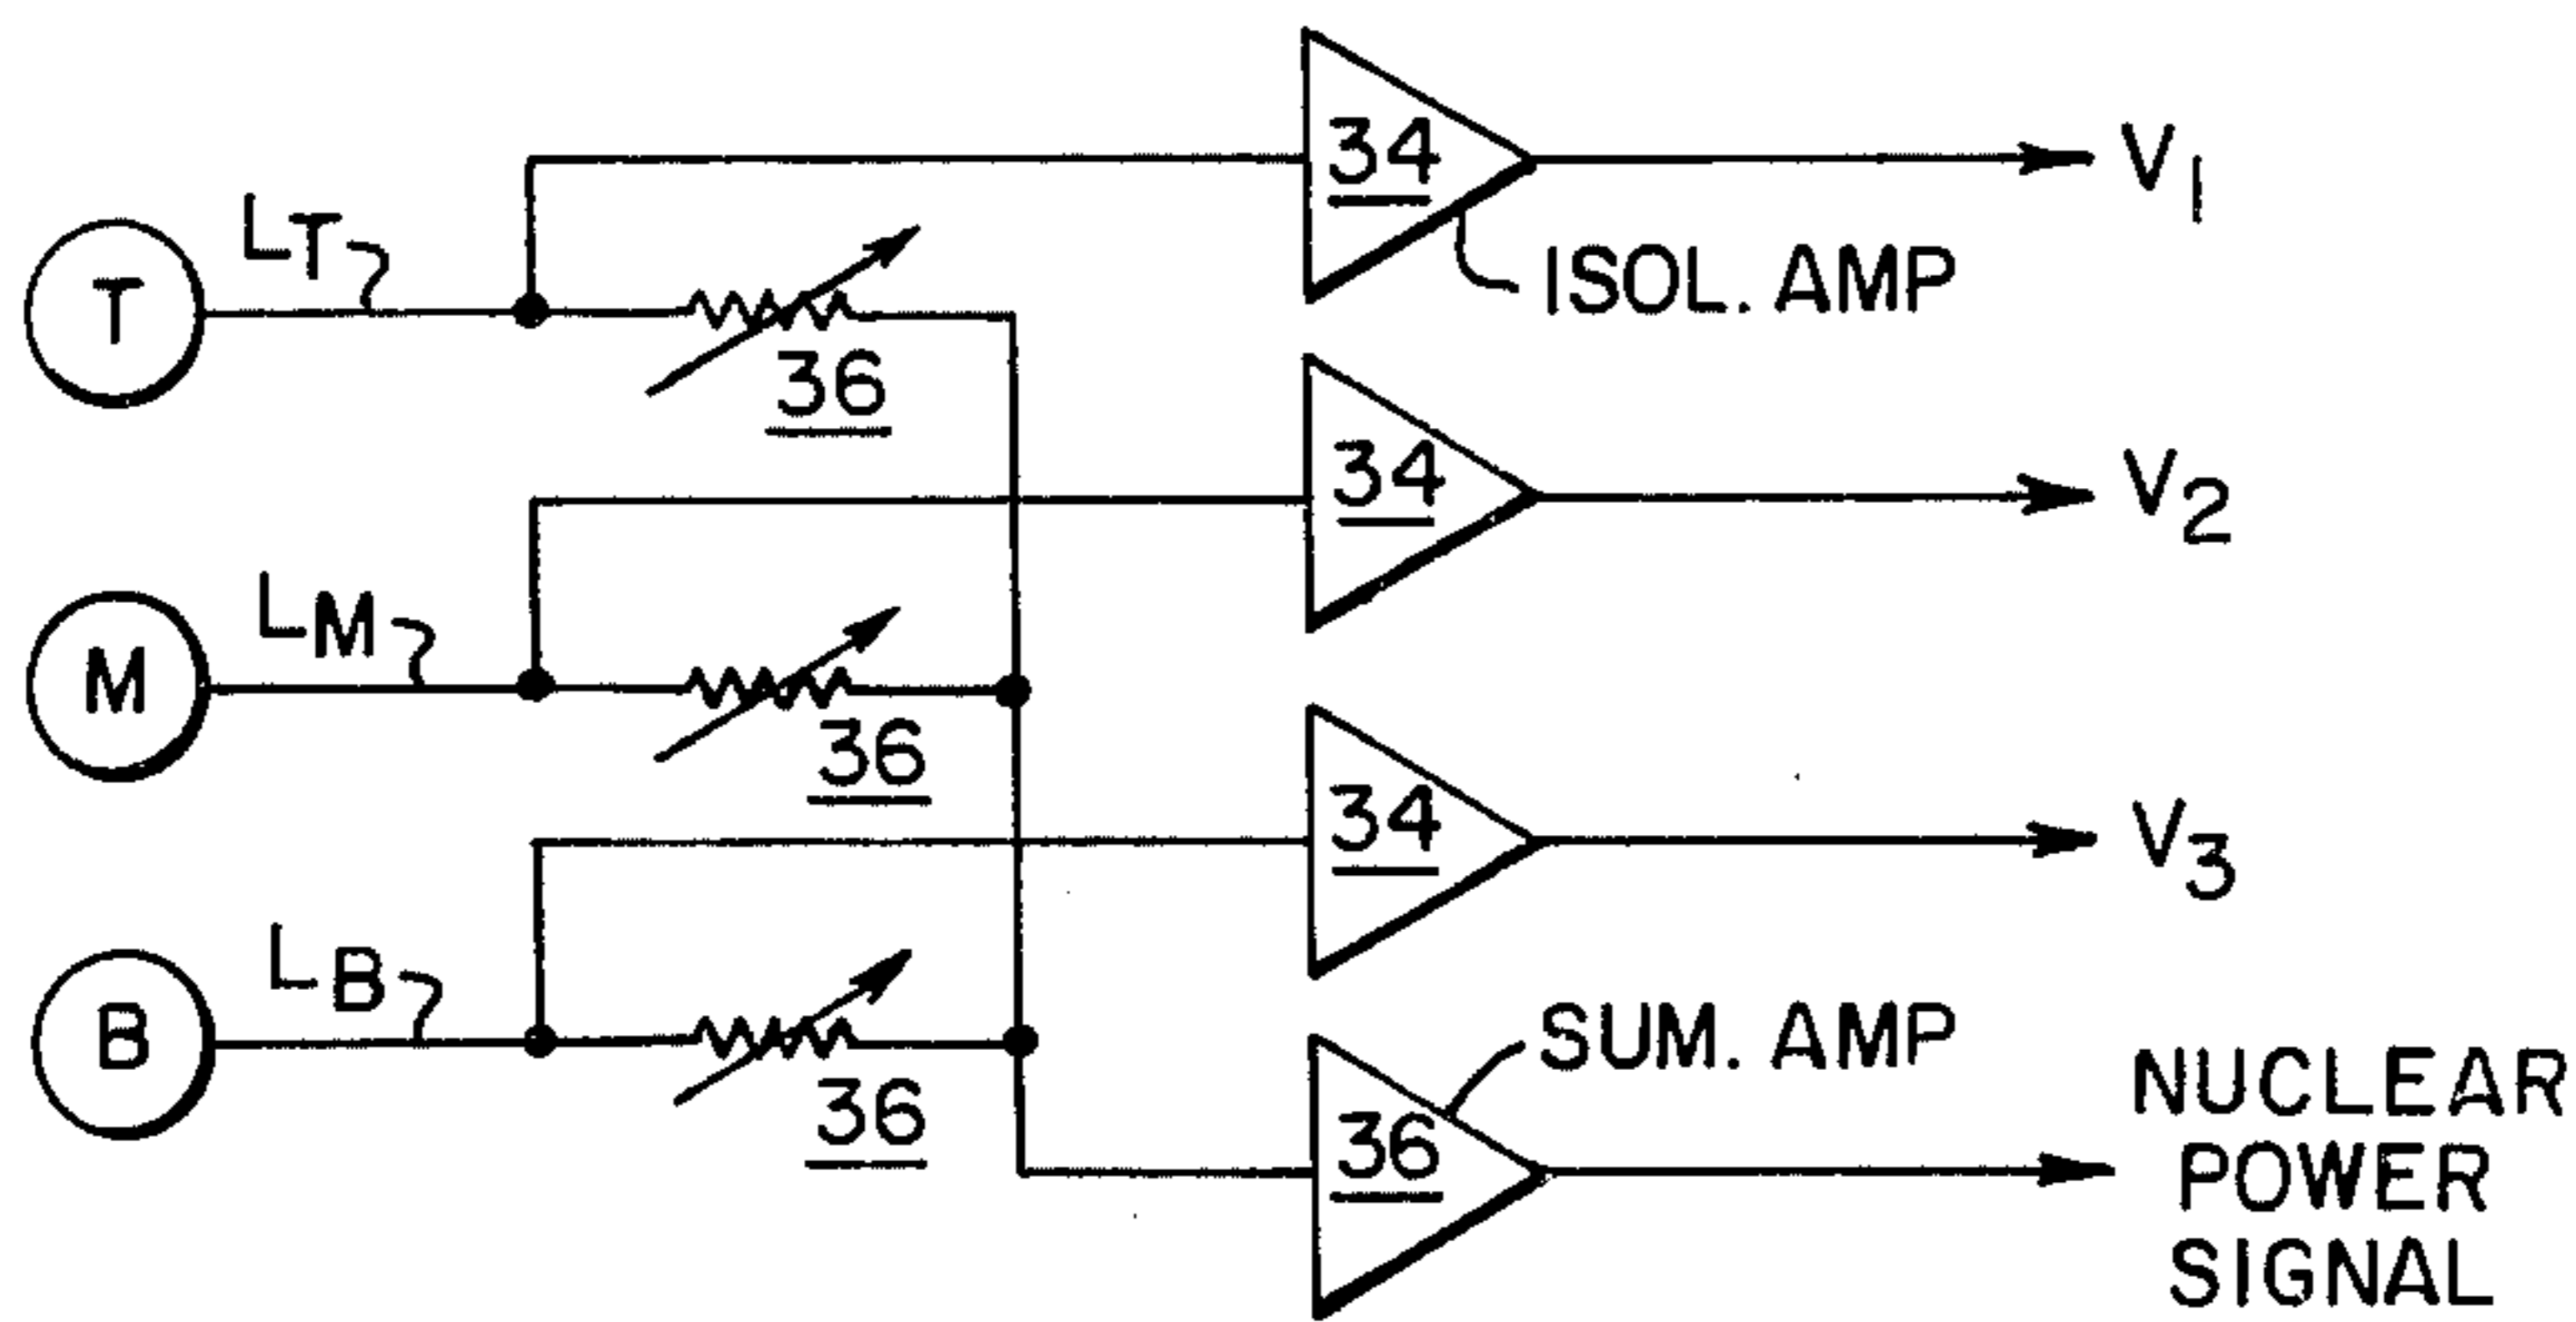 34
V1
LT
T
ISOL. AMP
36
34
V2
LM
M
36
34
V3
LB
B
36
SUM. AMP
36
NUCLEAR
POWER
SIGNAL